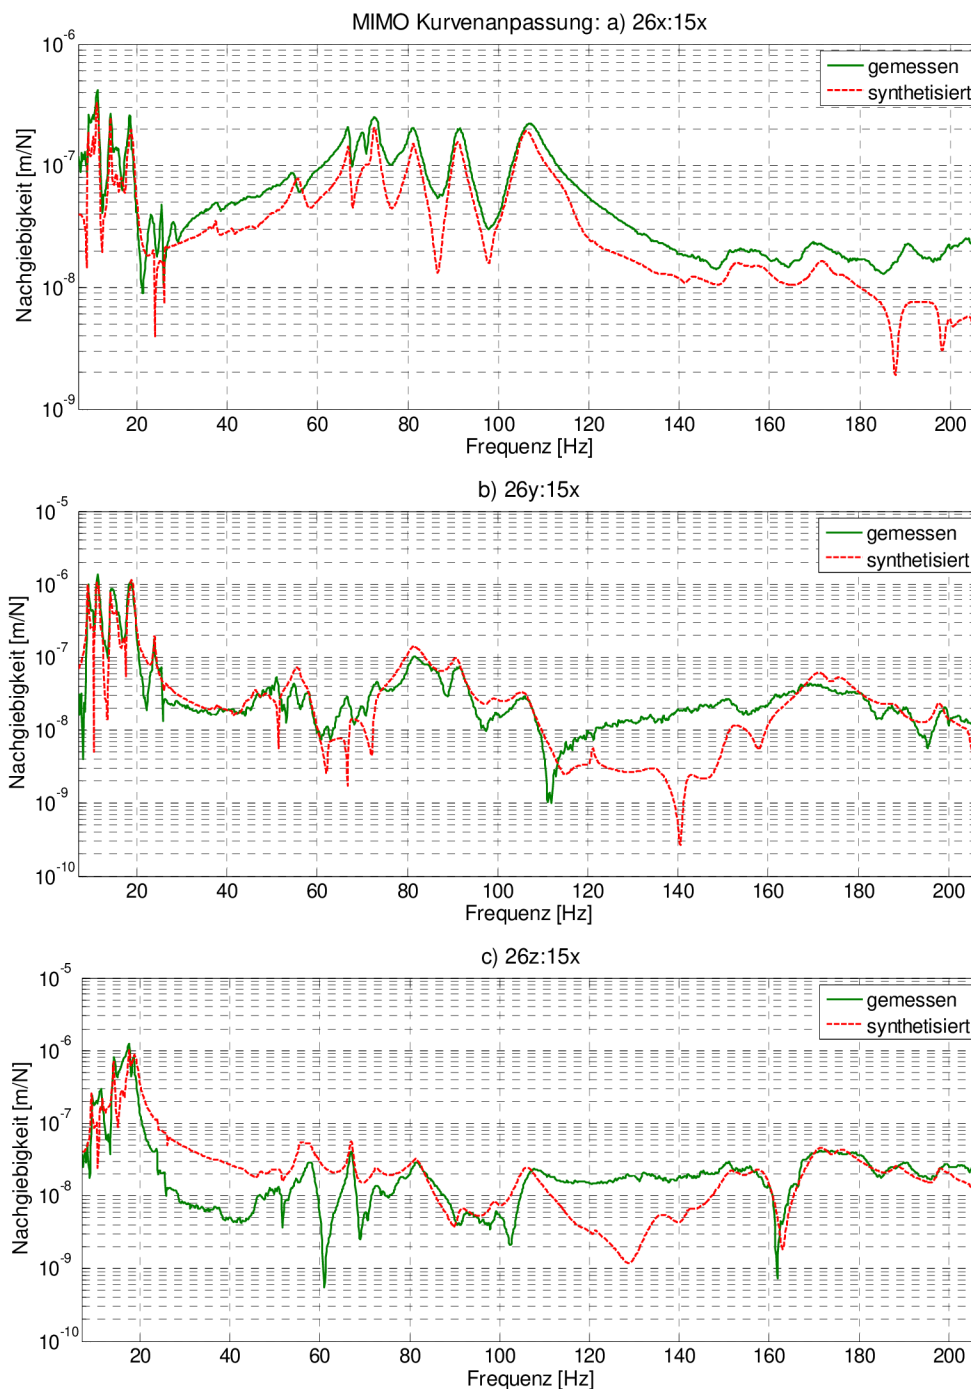 MIMO Kurvenanpassung: a) 26x:15x
10-6
10-7
10-8
10-9
Nachgiebigkeit [m/N]
gemessen
synthetisiert
20 40 60 80 100 120 140 160 180 200
Frequenz [Hz]
b) 26y:15x
10-5
10-6
10-7
10-8
10-9
10-10
Nachgiebigkeit [m/N]
gemessen
synthetisiert
20 40 60 80 100 120 140 160 180 200
Frequenz [Hz]
c) 26z:15x
10-5
10-6
10-7
10-8
10-9
10-10
Nachgiebigkeit [m/N]
gemessen
synthetisiert
20 40 60 80 100 120 140 160 180 200
Frequenz [Hz]